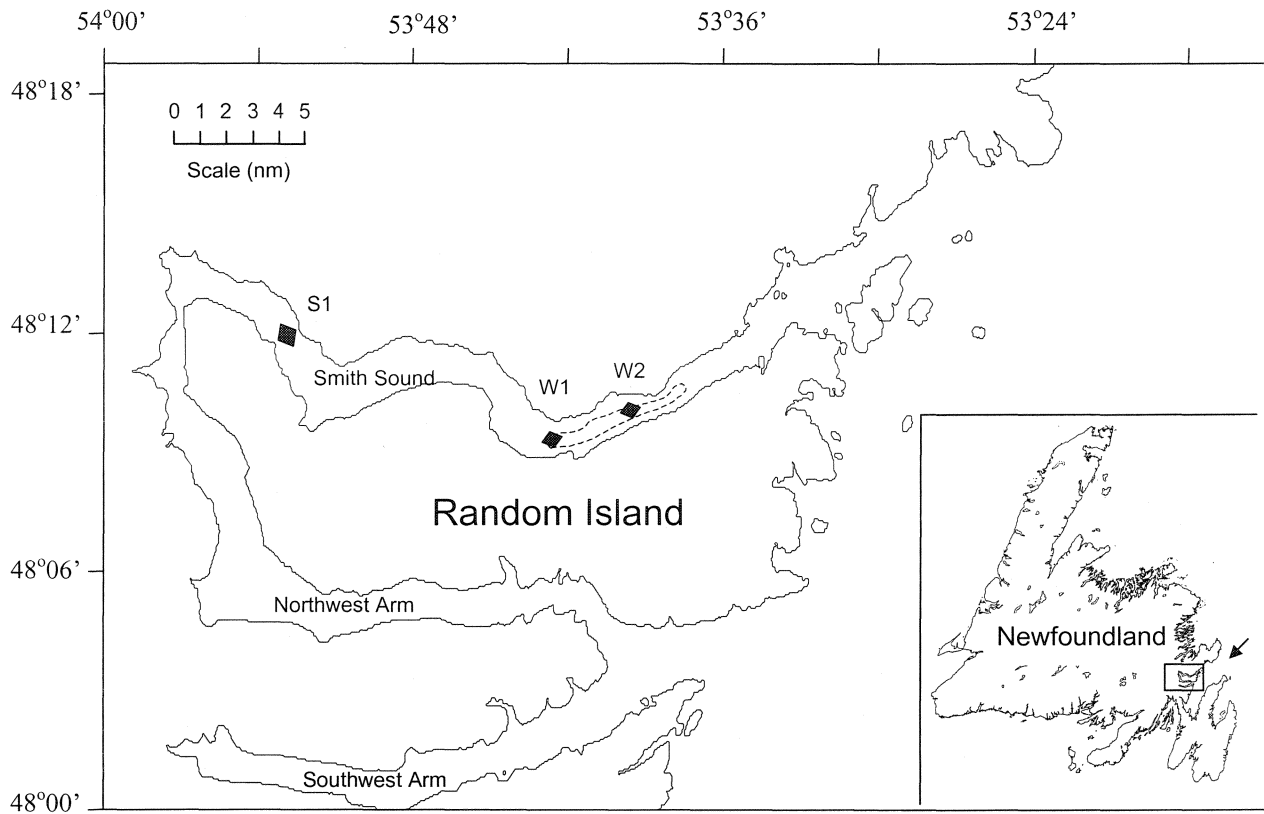 54°00’ 53°48’ 53°36’ 53°24’
48°18’
0 1 2 3 4 5
Scale (nm)
S1
48°12’
Smith Sound
W1
W2
Random Island
48°06’
Northwest Arm
Newfoundland
Southwest Arm
48°00’